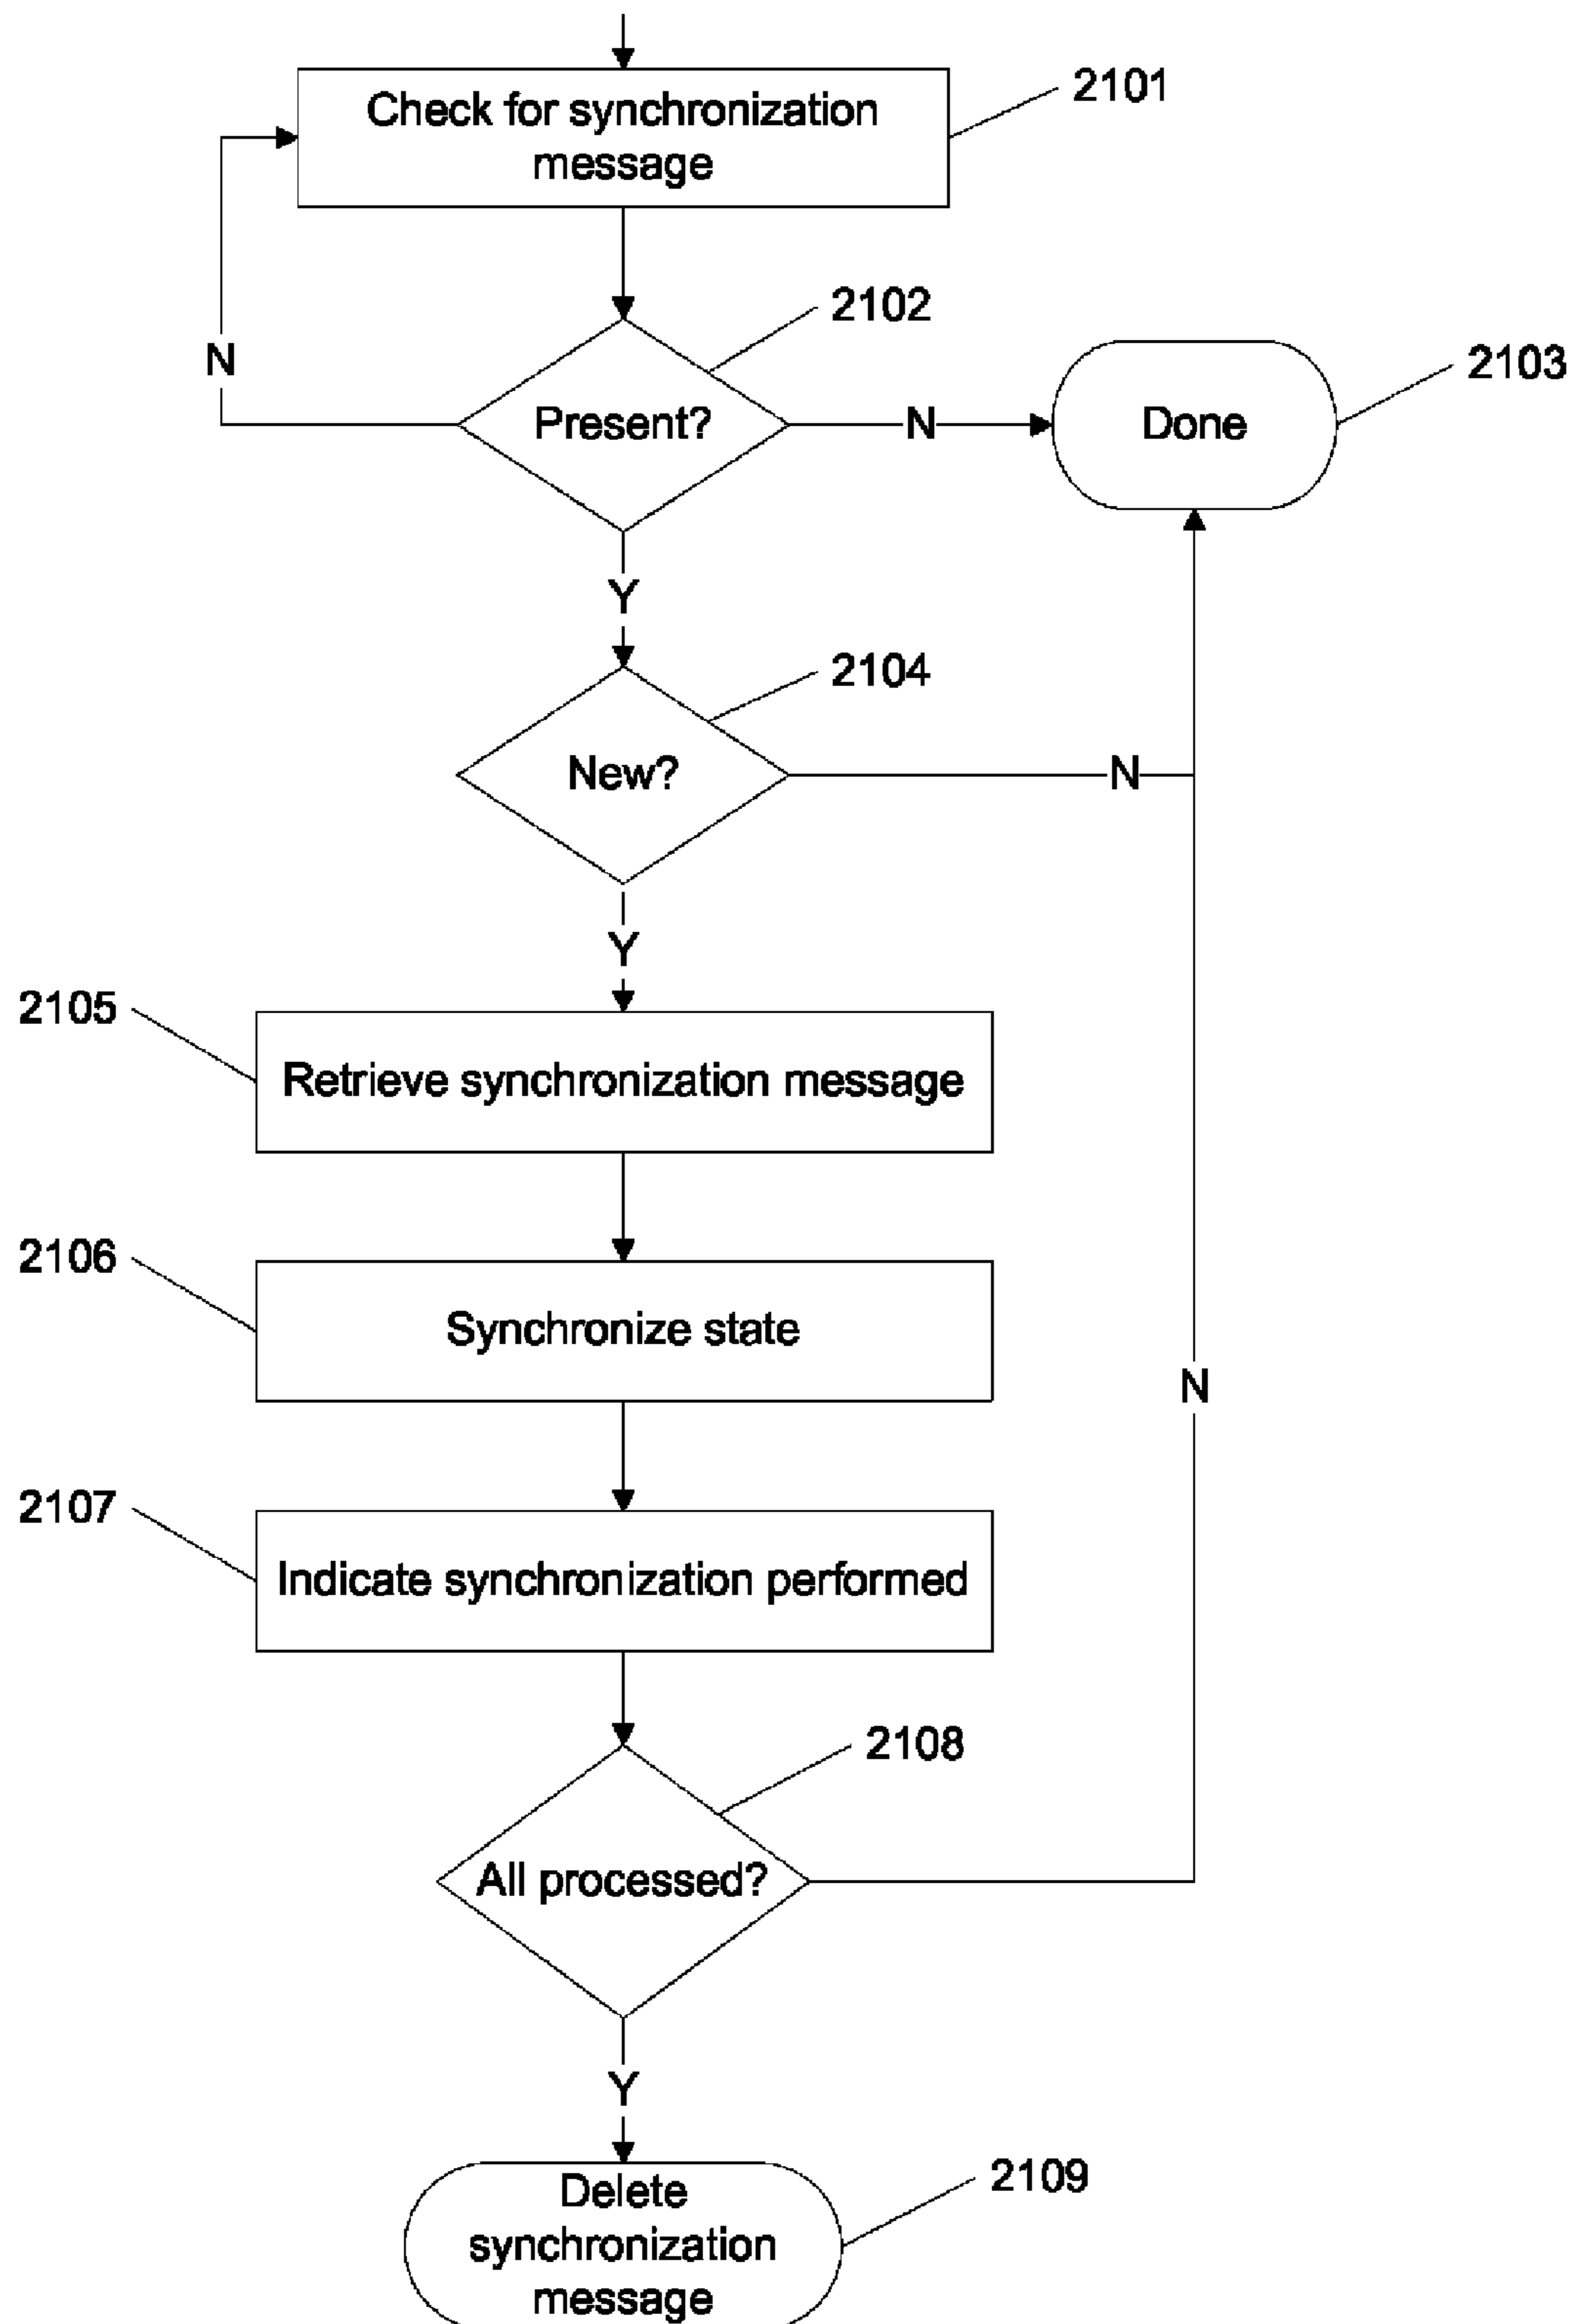 Check for synchronization
message
2101
2102
N
Present?
N
Done
2103
Y
2104
New?
N
Y
2105
Retrieve synchronization message
2106
Synchronize state
N
2107
Indicate synchronization performed
2108
All processed?
Y
2109
Delete
synchronization
message